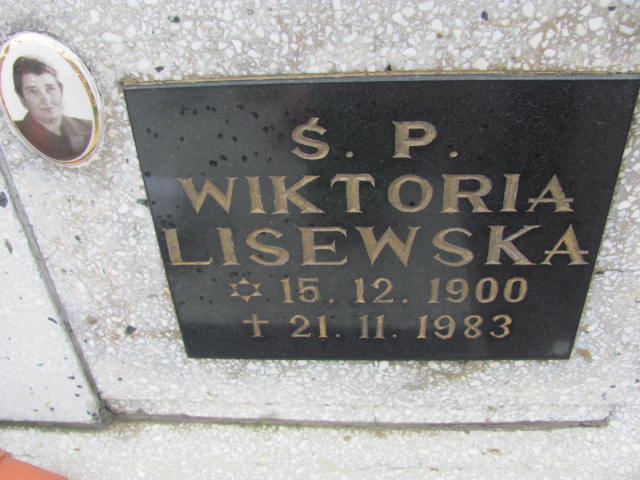 Ś. P.
WIKTORIA
LISEWSKA
✡ 15. 12. 1900
✝ 21. 11. 1983